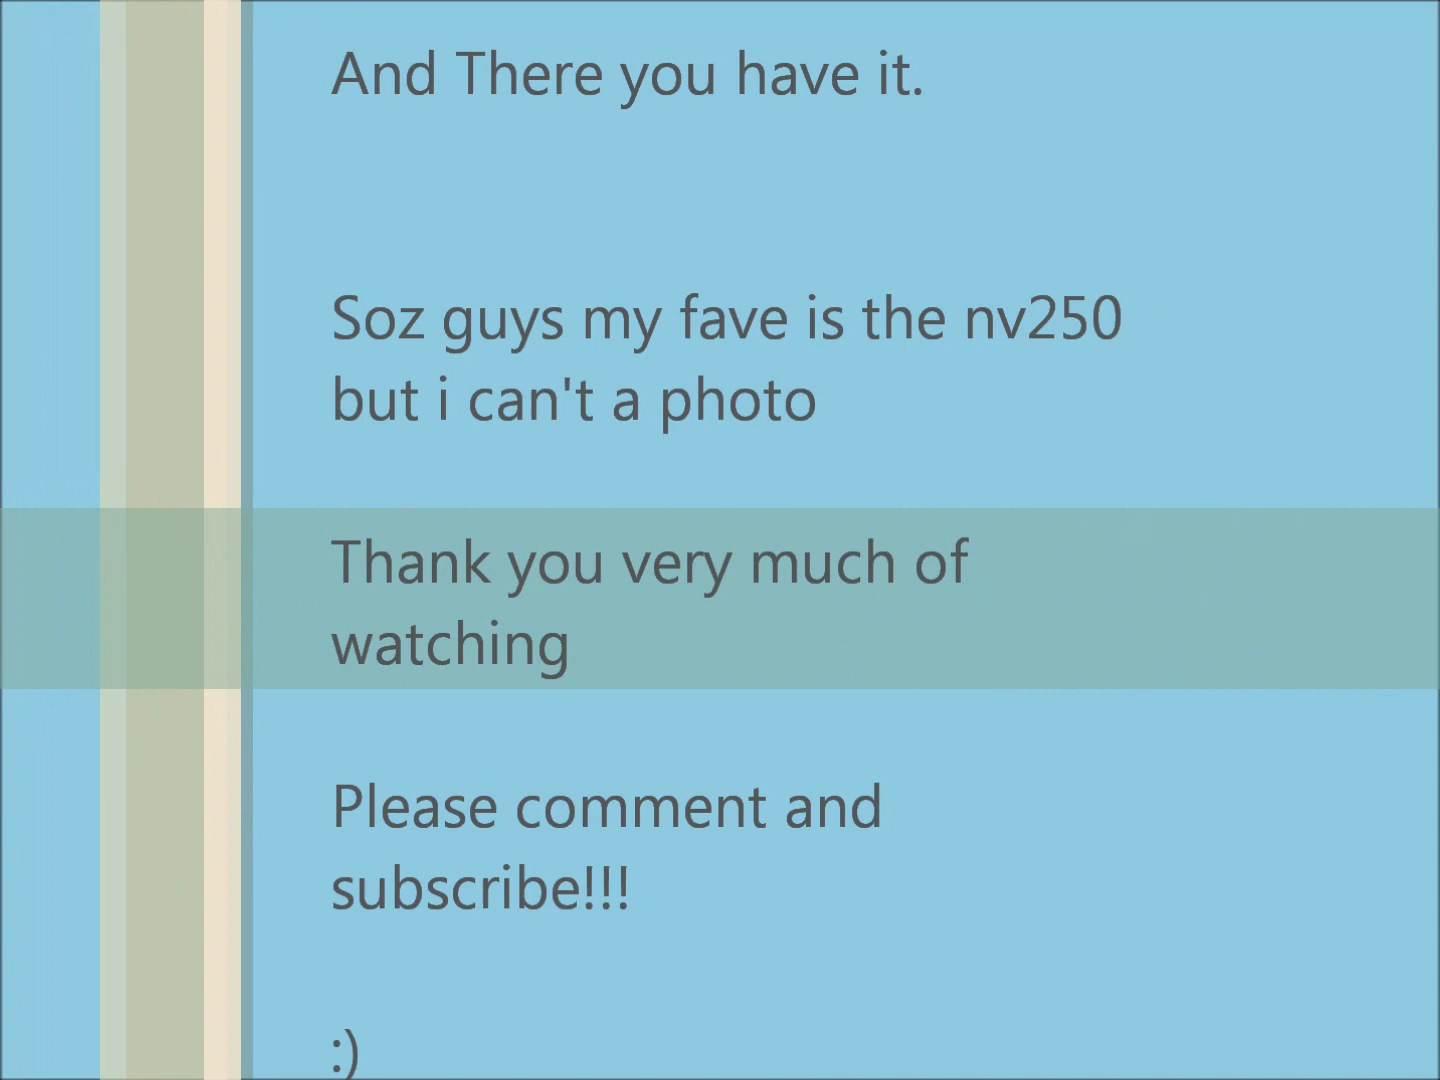 And There you have it.
Soz guys my fave is the nv250
but i can't a photo
Thank you very much of
watching
Please comment and
subscribe!!!
:)